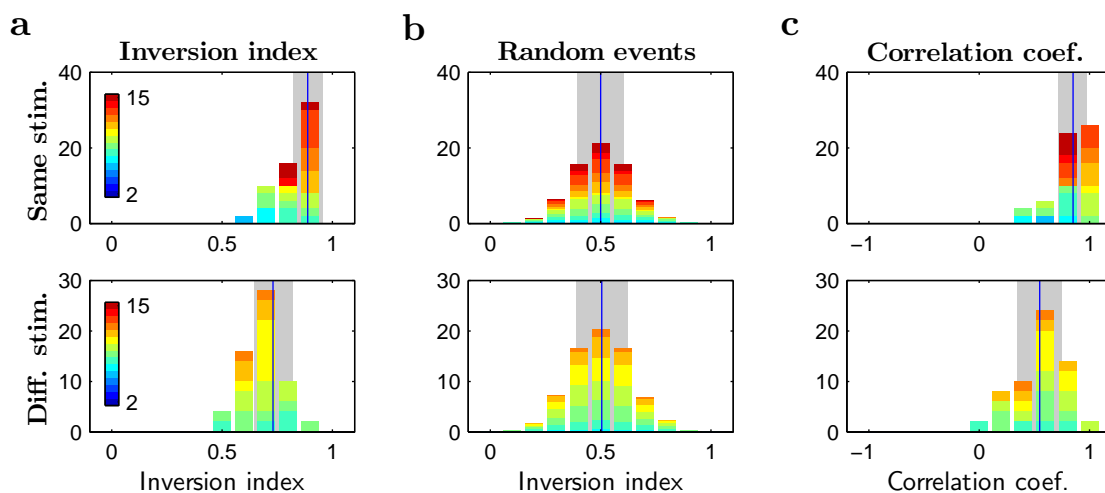 a b c
Inversion index Random events Correlation coef.
Same stim.
40
20
0
15
2
0 0.5 1
40
20
0
0 0.5 1
40
20
0
−1 0 1
Diff. stim.
30
20
10
0
15
2
0 0.5 1
Inversion index
30
20
10
0
0 0.5 1
Inversion index
30
20
10
0
−1 0 1
Correlation coef.